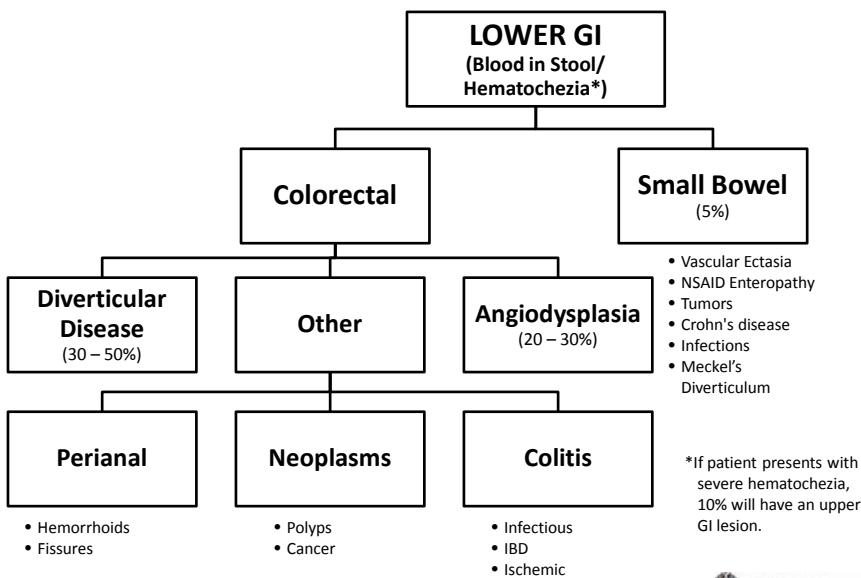 LOWER GI
(Blood in Stool/
Hematochezia*)
Colorectal
Small Bowel
(5%)
• Vascular Ectasia
• NSAID Enteropathy
• Tumors
• Crohn's disease
• Infections
• Meckel's
Diverticulum
Diverticular
Disease
(30 – 50%)
Other
Angiodysplasia
(20 – 30%)
Perianal
• Hemorrhoids
• Fissures
Neoplasms
• Polyps
• Cancer
Colitis
• Infectious
• IBD
• Ischemic
*If patient presents with
severe hematochezia,
10% will have an upper
GI lesion.